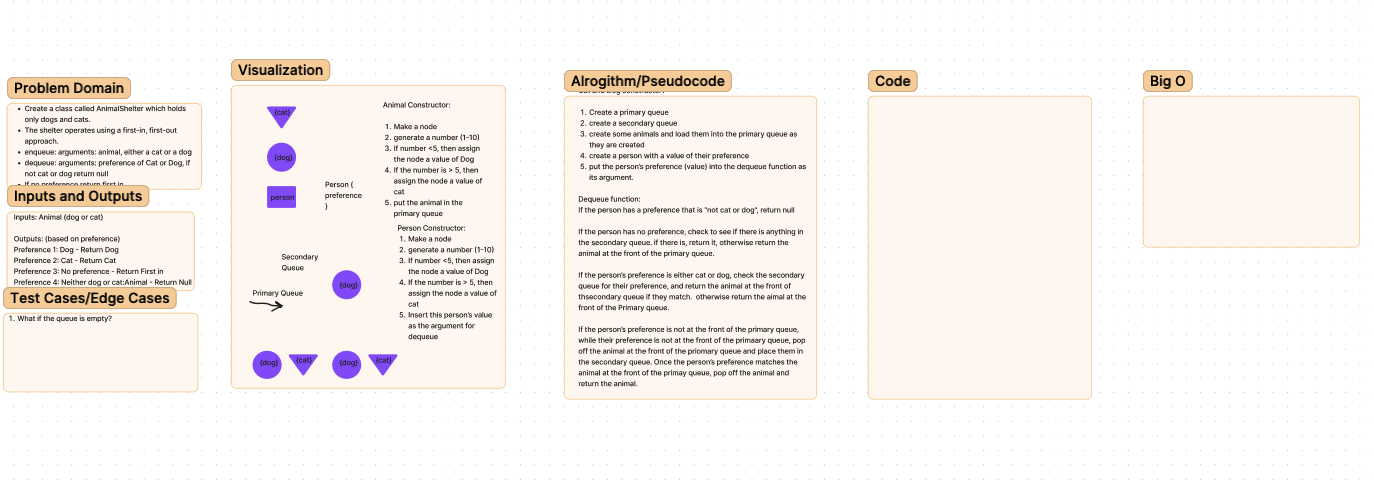 Problem Domain
• Create a class called AnimalShelter which holds
only dogs and cats.
• The shelter operates using a first-in, first-out
approach.
• enqueue: arguments: animal, either a cat or a dog
• dequeue: arguments: preference of Cat or Dog, if
not cat or dog return null
• If no preference return first in
Inputs and Outputs
Inputs: Animal (dog or cat)
Outputs: (based on preference)
Preference 1: Dog - Return Dog
Preference 2: Cat - Return Cat
Preference 3: No preference - Return First in
Preference 4: Neither dog or cat:Animal - Return Null
Test Cases/Edge Cases
1. What if the queue is empty?
Visualization
{cat}
{dog}
person
Person {
preference
}
Secondary
Queue
{dog}
Primary Queue
{dog}
{cat}
{dog}
{cat}
Animal Constructor:
1. Make a node
2. generate a number (1-10)
3. If number <5, then assign
the node a value of Dog
4. If the number is > 5, then
assign the node a value of
cat
5. put the animal in the
primary queue
Person Constructor:
1. Make a node
2. generate a number (1-10)
3. If number <5, then assign
the node a value of Dog
4. If the number is > 5, then
assign the node a value of
cat
5. Insert this person's value
as the argument for
dequeue
Alrogithm/Pseudocode
1. Create a primary queue
2. create a secondary queue
3. create some animals and load them into the primary queue as
they are created
4. create a person with a value of their preference
5. put the person's preference (value) into the dequeue function as
its argument.
Dequeue function:
If the person has a preference that is "not cat or dog", return null
If the person has no preference, check to see if there is anything in
the secondary queue. if there is, return it, otherwise return the
animal at the front of the primary queue.
If the person's preference is either cat or dog, check the secondary
queue for their preference, and return the animal at the front of
thsecondary queue if they match. otherwise return the aimal at the
front of the Primary queue.
If the person's preference is not at the front of the primary queue,
while their preference is not at the front of the primaary queue, pop
off the animal at the front of the priomary queue and place them in
the secondary queue. Once the person's preference matches the
animal at the front of the primay queue, pop off the animal and
return the animal.
Code
Big O